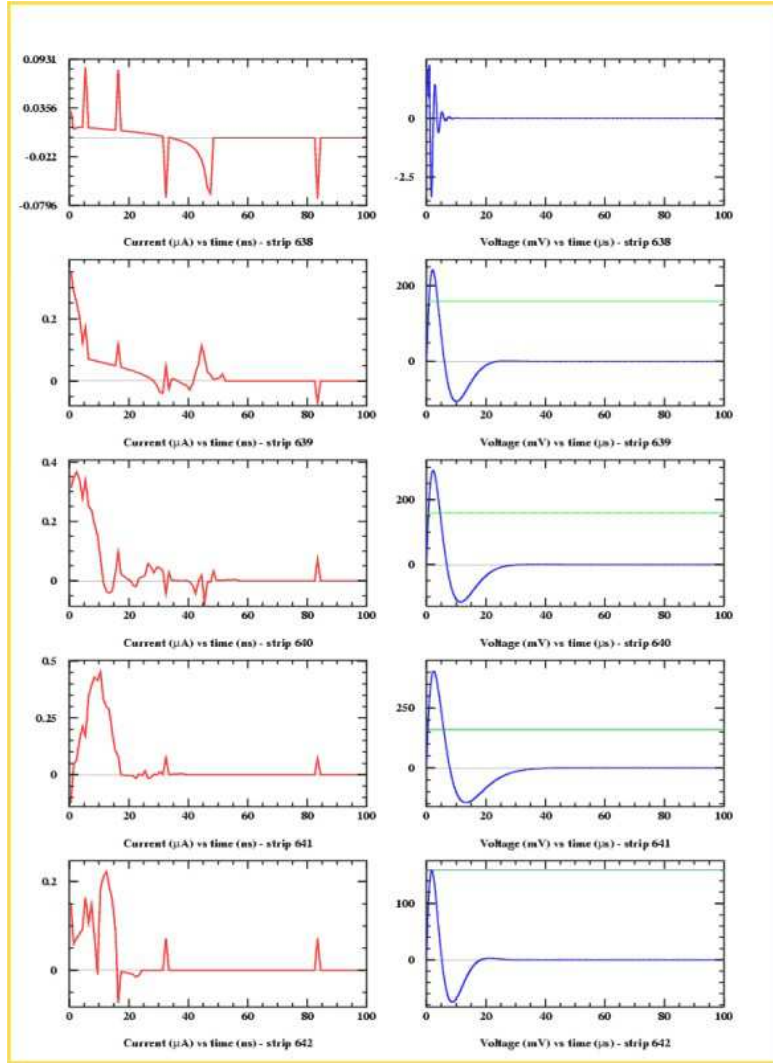 0.0931
0.0356
-0.022
-0.0796
0 20 40 60 80 100
Current (μA) vs time (ns) - strip 638
0
-2.5
0 20 40 60 80 100
Voltage (mV) vs time (μs) - strip 638
0.2
0
0 20 40 60 80 100
Current (μA) vs time (ns) - strip 639
200
0
0 20 40 60 80 100
Voltage (mV) vs time (μs) - strip 639
0.4
0.2
0
0 20 40 60 80 100
Current (μA) vs time (ns) - strip 640
200
0
0 20 40 60 80 100
Voltage (mV) vs time (μs) - strip 640
0.5
0.25
0
0 20 40 60 80 100
Current (μA) vs time (ns) - strip 641
250
0
0 20 40 60 80 100
Voltage (mV) vs time (μs) - strip 641
0.2
0
0 20 40 60 80 100
Current (μA) vs time (ns) - strip 642
100
0
0 20 40 60 80 100
Voltage (mV) vs time (μs) - strip 642